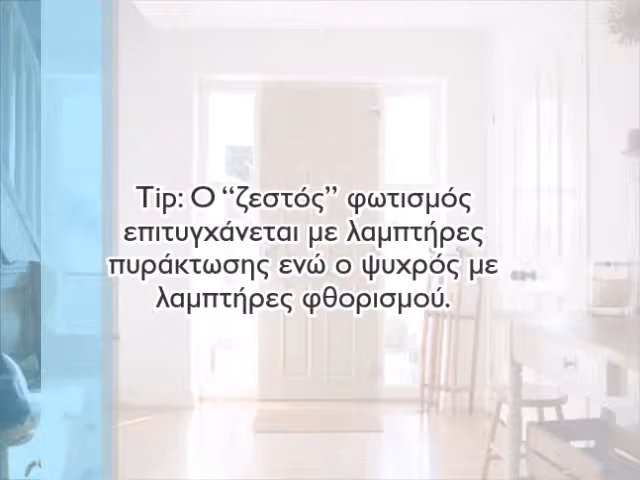 Tip: Ο “ζεστός” φωτισμός
επιτυγχάνεται με λαμπτήρες
πυράκτωσης ενώ ο ψυχρός με
λαμπτήρες φθορισμού.